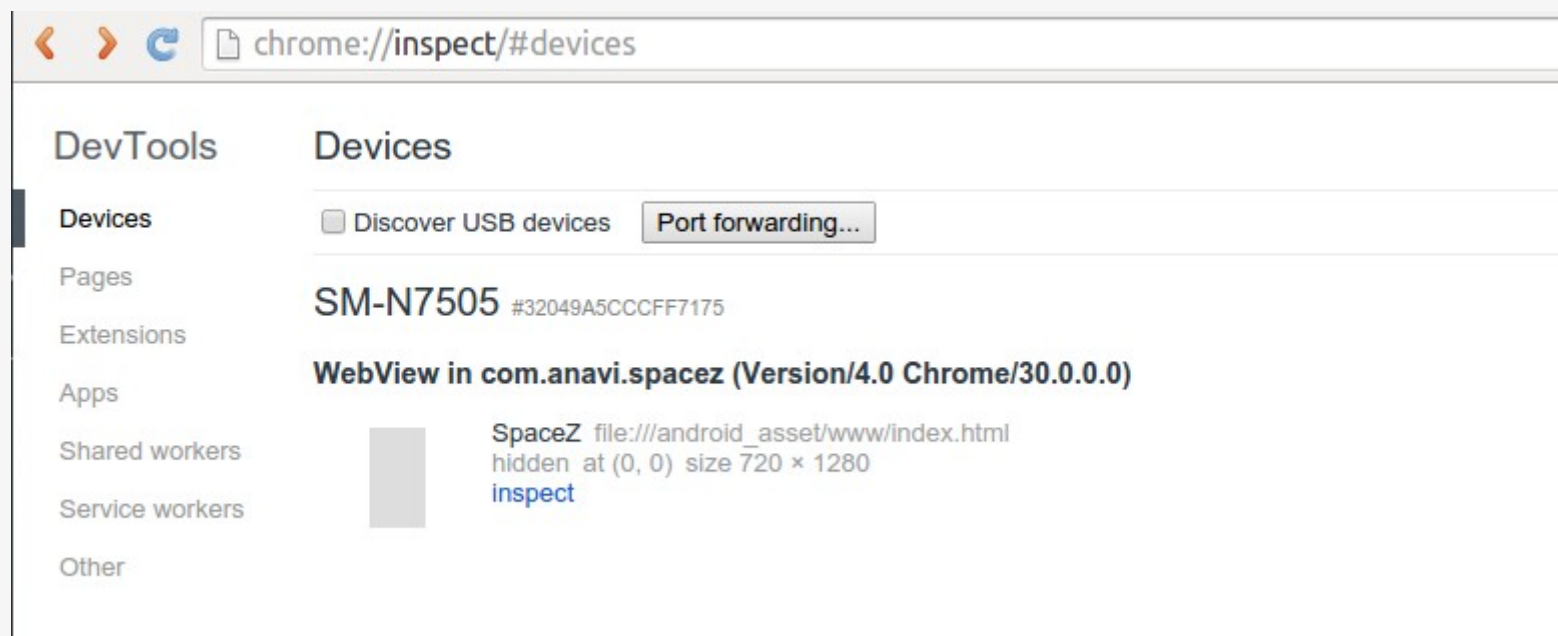 chrome://inspect/#devices
DevTools
Devices
Devices
Pages
Extensions
Apps
Shared workers
Service workers
Other
Discover USB devices Port forwarding...
SM-N7505 #32049A5CCCFF7175
WebView in com.anavi.spacez (Version/4.0 Chrome/30.0.0.0)
SpaceZ file:///android_asset/www/index.html
hidden at (0, 0) size 720 × 1280
inspect